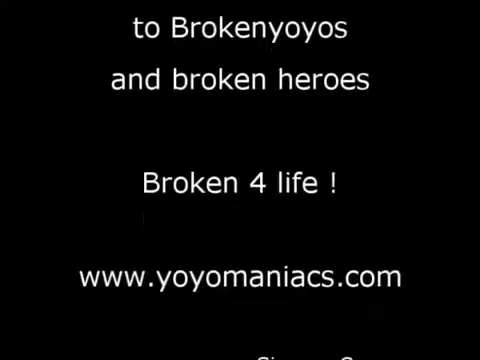 to Brokenyoyos
and broken heroes
Broken 4 life !
www.yoyomaniacs.com